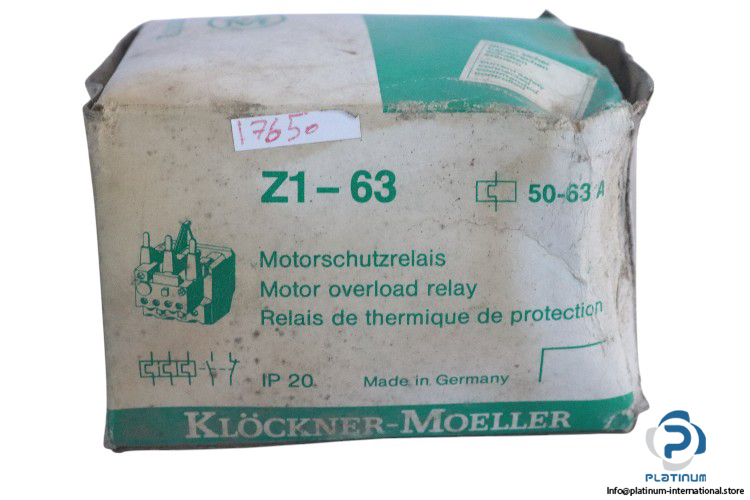 17650
Z1-63
50-63 A
Motorschutzrelais
Motor overload relay
Relais de thermique de protection
IP 20
Made in Germany
KLÖCKNER-MOELLER
PLATINUM
Info@platinum-international.store